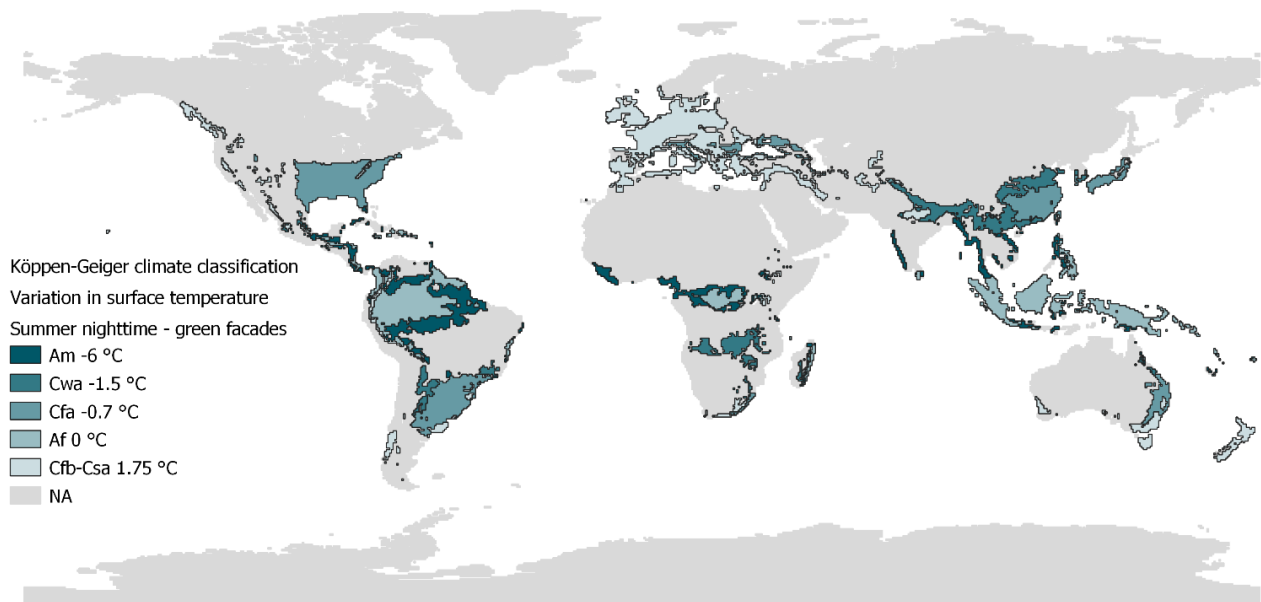 Köppen-Geiger climate classification
Variation in surface temperature
Summer nighttime - green facades
Am -6 °C
Cwa -1.5 °C
Cfa -0.7 °C
Af 0 °C
Cfb-Csa 1.75 °C
NA